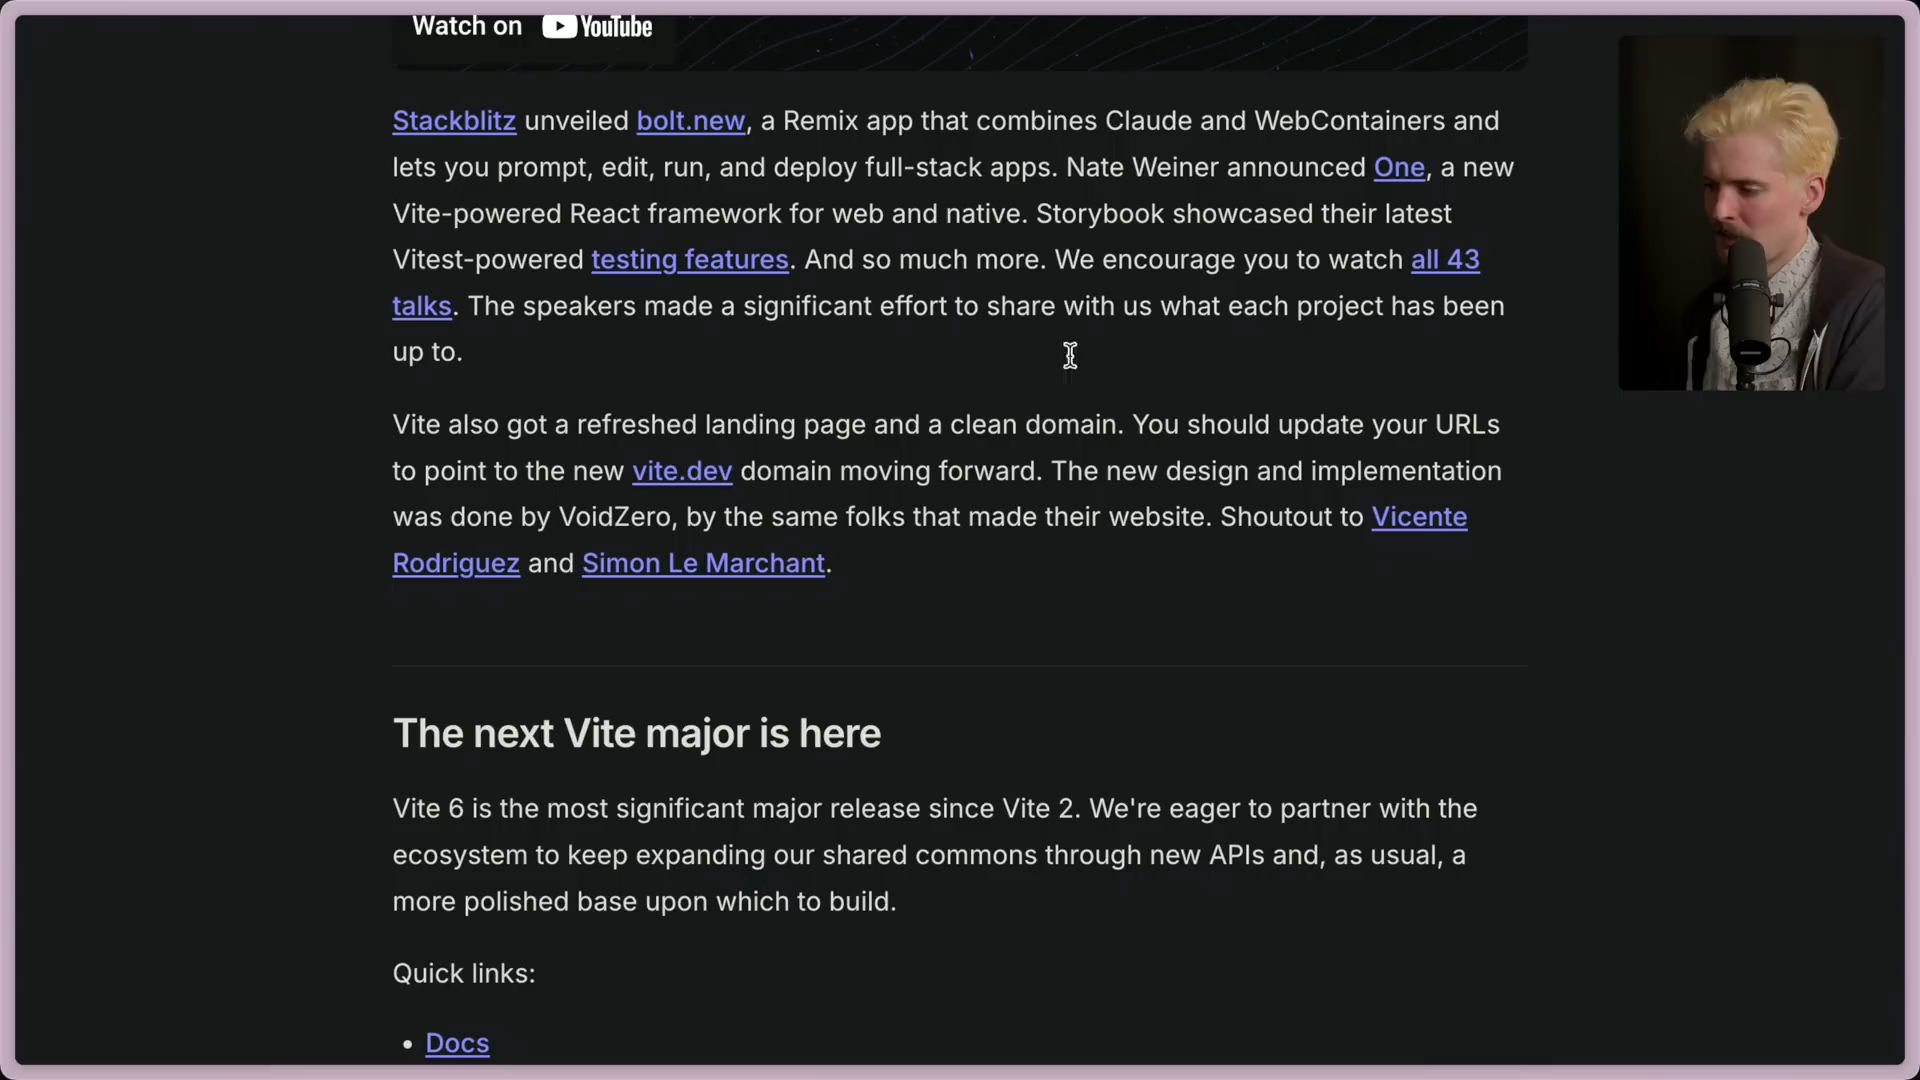 Watch on YouTube
Stackblitz unveiled bolt.new, a Remix app that combines Claude and WebContainers and
lets you prompt, edit, run, and deploy full-stack apps. Nate Weiner announced One, a new
Vite-powered React framework for web and native. Storybook showcased their latest
Vitest-powered testing features. And so much more. We encourage you to watch all 43
talks. The speakers made a significant effort to share with us what each project has been
up to.
Vite also got a refreshed landing page and a clean domain. You should update your URLs
to point to the new vite.dev domain moving forward. The new design and implementation
was done by VoidZero, by the same folks that made their website. Shoutout to Vicente
Rodriguez and Simon Le Marchant.
The next Vite major is here
Vite 6 is the most significant major release since Vite 2. We're eager to partner with the
ecosystem to keep expanding our shared commons through new APIs and, as usual, a
more polished base upon which to build.
Quick links:
• Docs